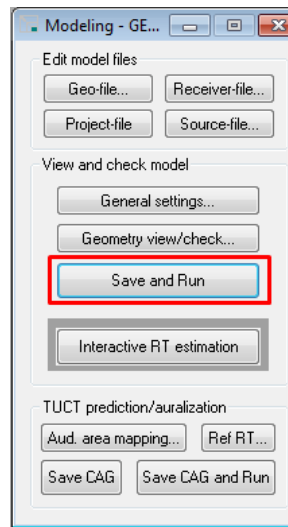 Modeling - GE...
Edit model files
Geo-file... Receiver-file...
Project-file Source-file...
View and check model
General settings...
Geometry view/check...
Save and Run
Interactive RT estimation
TUCT prediction/auralization
Aud. area mapping... Ref RT...
Save CAG Save CAG and Run